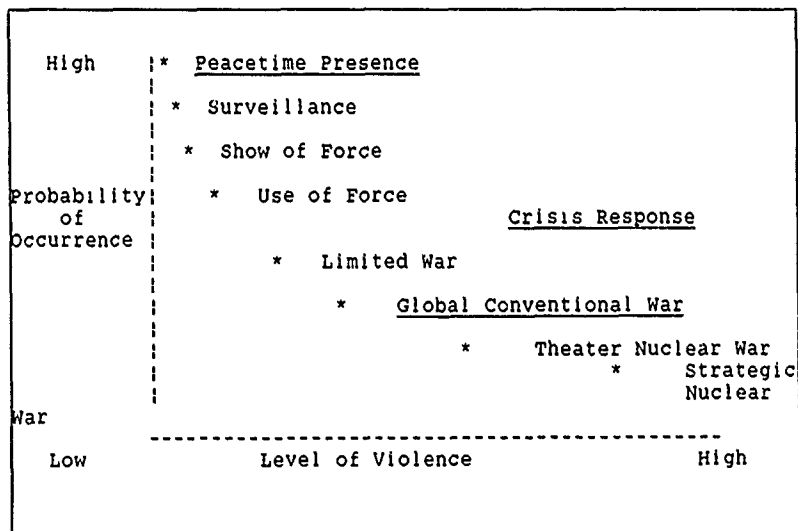 High * Peacetime Presence
* Surveillance
* Show of Force
Probability * Use of Force
of Crisis Response
Occurrence
* Limited War
* Global Conventional War
* Theater Nuclear War
* Strategic
Nuclear
War
Low Level of Violence High